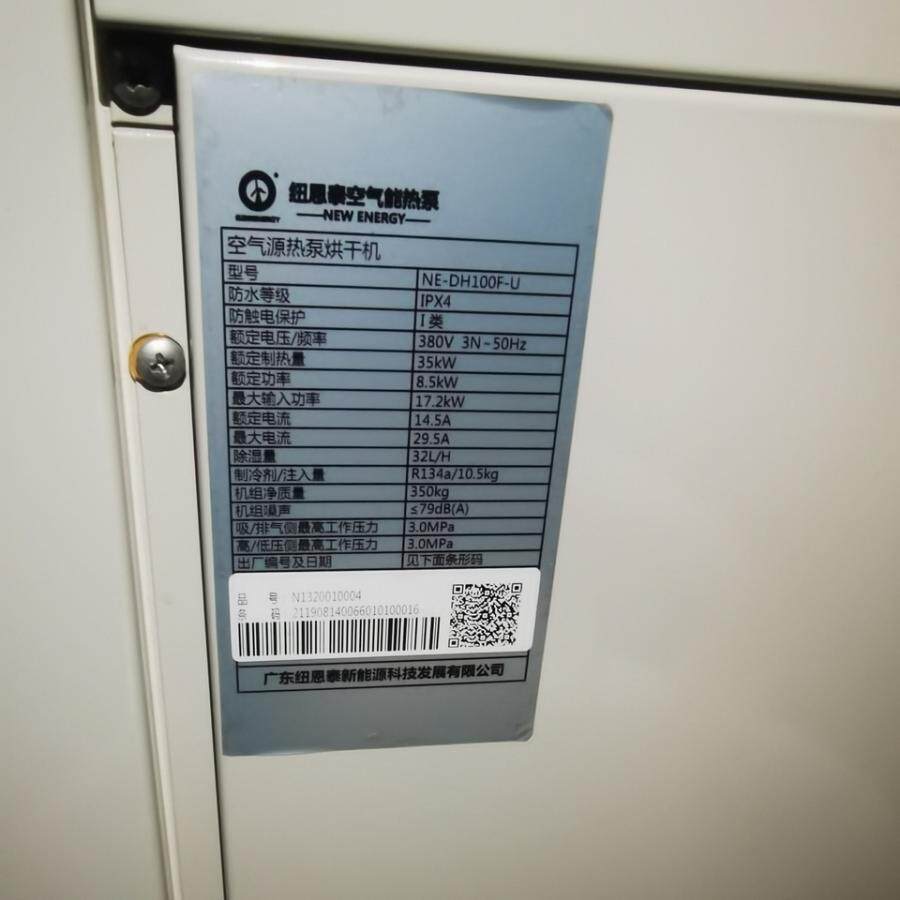 纽恩泰空气能热泵
NEW ENERGY
空气源热泵烘干机
型号 NE-DH100F-U
防水等级 IPX4
防触电保护 I类
额定电压/频率 380V 3N~50Hz
额定制热量 35kW
额定功率 8.5kW
最大输入功率 17.2kW
额定电流 14.5A
最大电流 29.5A
除湿量 32L/H
制冷剂/注入量 R134a/10.5kg
机组净质量 350kg
机组噪声 ≤79dB(A)
吸/排气侧最高工作压力 3.0MPa
高/低压侧最高工作压力 3.0MPa
出厂编号及日期 见下面条形码
N1320010004
211908140066010100016
广东纽恩泰新能源科技发展有限公司